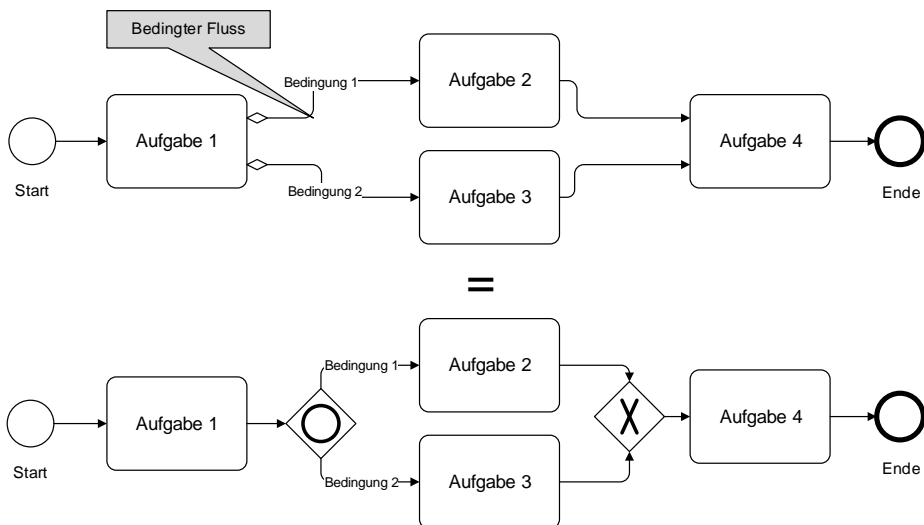 Bedingter Fluss
Bedingung 1
Aufgabe 2
Aufgabe 1
Aufgabe 4
Start
Bedingung 2
Aufgabe 3
Ende
=
Bedingung 1
Aufgabe 2
Aufgabe 1
Aufgabe 4
Start
Bedingung 2
Aufgabe 3
Ende